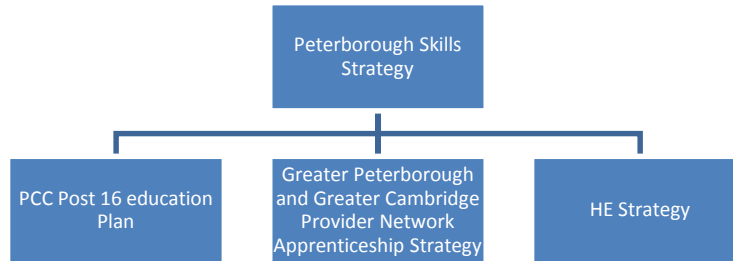 Peterborough Skills
Strategy
PCC Post 16 education
Plan
Greater Peterborough
and Greater Cambridge
Provider Network
Apprenticeship Strategy
HE Strategy